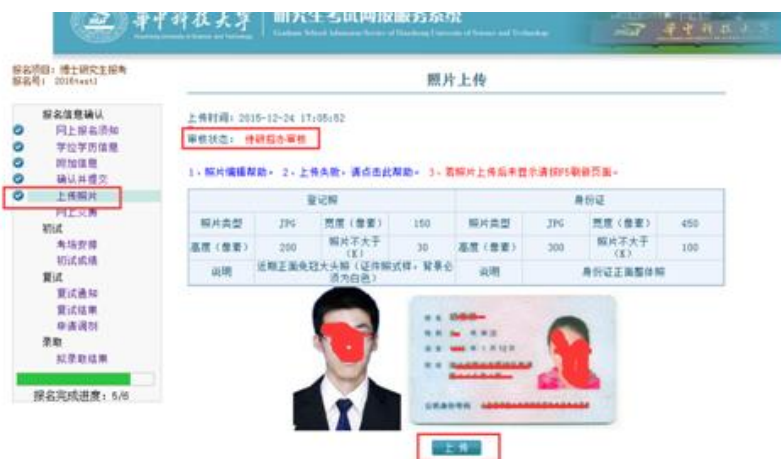 華中科技大学
研究生考试网报服务系统
报名项目: 博士研究生报考
报名号: 2016test1
照片上传
报名信息确认
网上报名须知
学位学历信息
附加信息
确认并提交
上传照片
网上交费
初试
考场安排
初试成绩
复试
复试通知
复试结果
申请调剂
录取
拟录取结果
报名完成进度: 5/6
上传时间: 2015-12-24 17:05:52
审核状态: 待研招办审核
1、照片编辑帮助。 2、上传失败, 请点击此帮助。 3、若照片上传后未显示请按F5刷新页面。
登记照 身份证
照片类型 JPG 宽度(像素) 150 照片类型 JPG 宽度(像素) 450
高度(像素) 200 照片不大于(K) 30 高度(像素) 300 照片不大于(K) 100
说明 近期正面免冠大头照(证件照式样, 背景必须为白色) 说明 身份证正面整体照
姓名
公民身份号码
上传